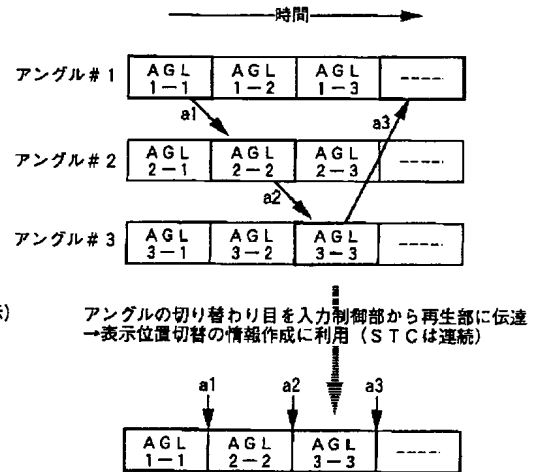 時間
アングル#1
AGL 1-1
AGL 1-2
AGL 1-3
----
a1
a3
アングル#2
AGL 2-1
AGL 2-2
AGL 2-3
----
a2
アングル#3
AGL 3-1
AGL 3-2
AGL 3-3
----
アングルの切り替わり目を入力制御部から再生部に伝達
→表示位置切替の情報作成に利用（STCは連続）
a1
a2
a3
AGL 1-1
AGL 2-2
AGL 3-3
----